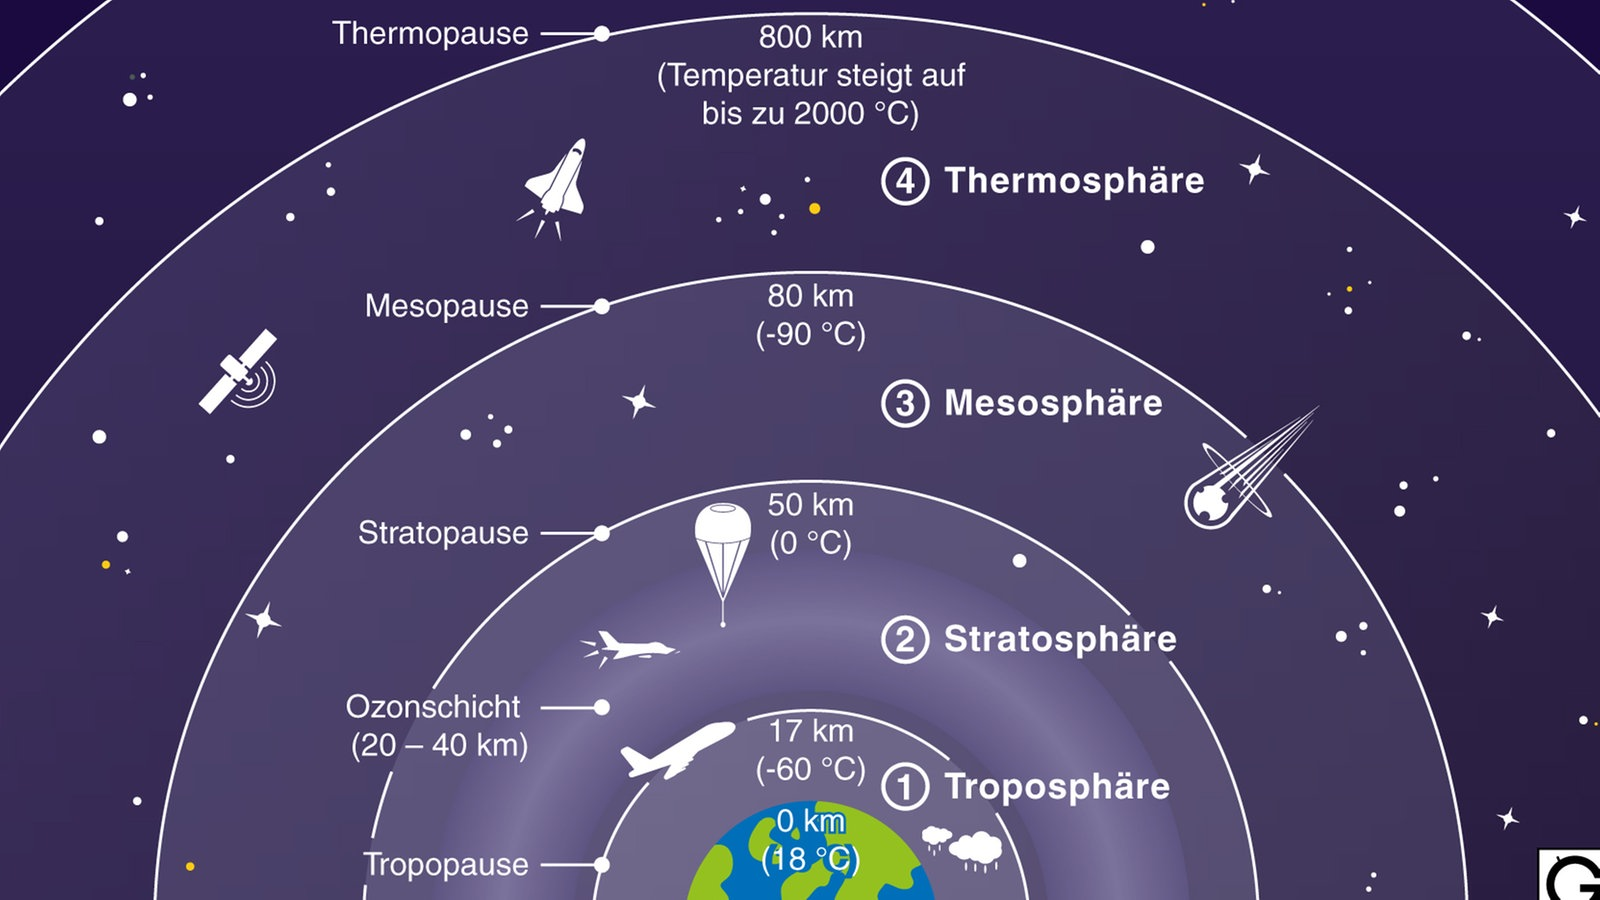 Thermopause
800 km
(Temperatur steigt auf
bis zu 2000 °C)
4 Thermosphäre
Mesopause
80 km
(-90 °C)
3 Mesosphäre
Stratopause
50 km
(0 °C)
2 Stratosphäre
Ozonschicht
(20 – 40 km)
17 km
(-60 °C)
1 Troposphäre
0 km
(18 °C)
Tropopause
G